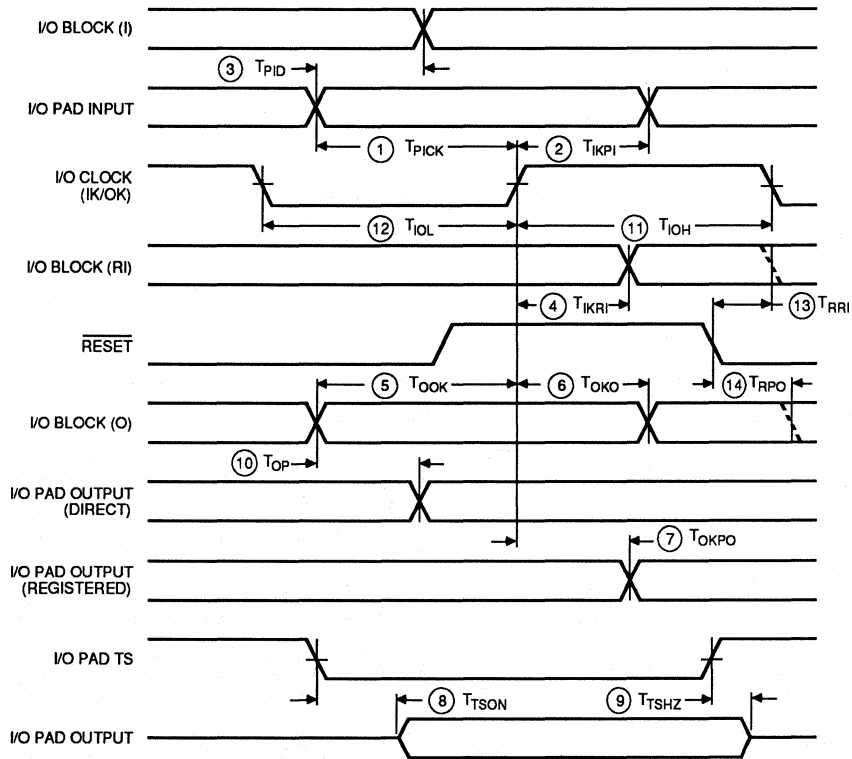 I/O BLOCK (I)
3 TPID
I/O PAD INPUT
1 TPICK
2 TIKPI
I/O CLOCK
(IK/OK)
12 TIOL
11 TIOH
I/O BLOCK (RI)
4 TIKRI
13 TRRI
RESET
5 TOOK
6 TOKO
14 TRPO
I/O BLOCK (O)
10 TOP
I/O PAD OUTPUT
(DIRECT)
7 TOKPO
I/O PAD OUTPUT
(REGISTERED)
I/O PAD TS
8 TTSON
9 TTSHZ
I/O PAD OUTPUT